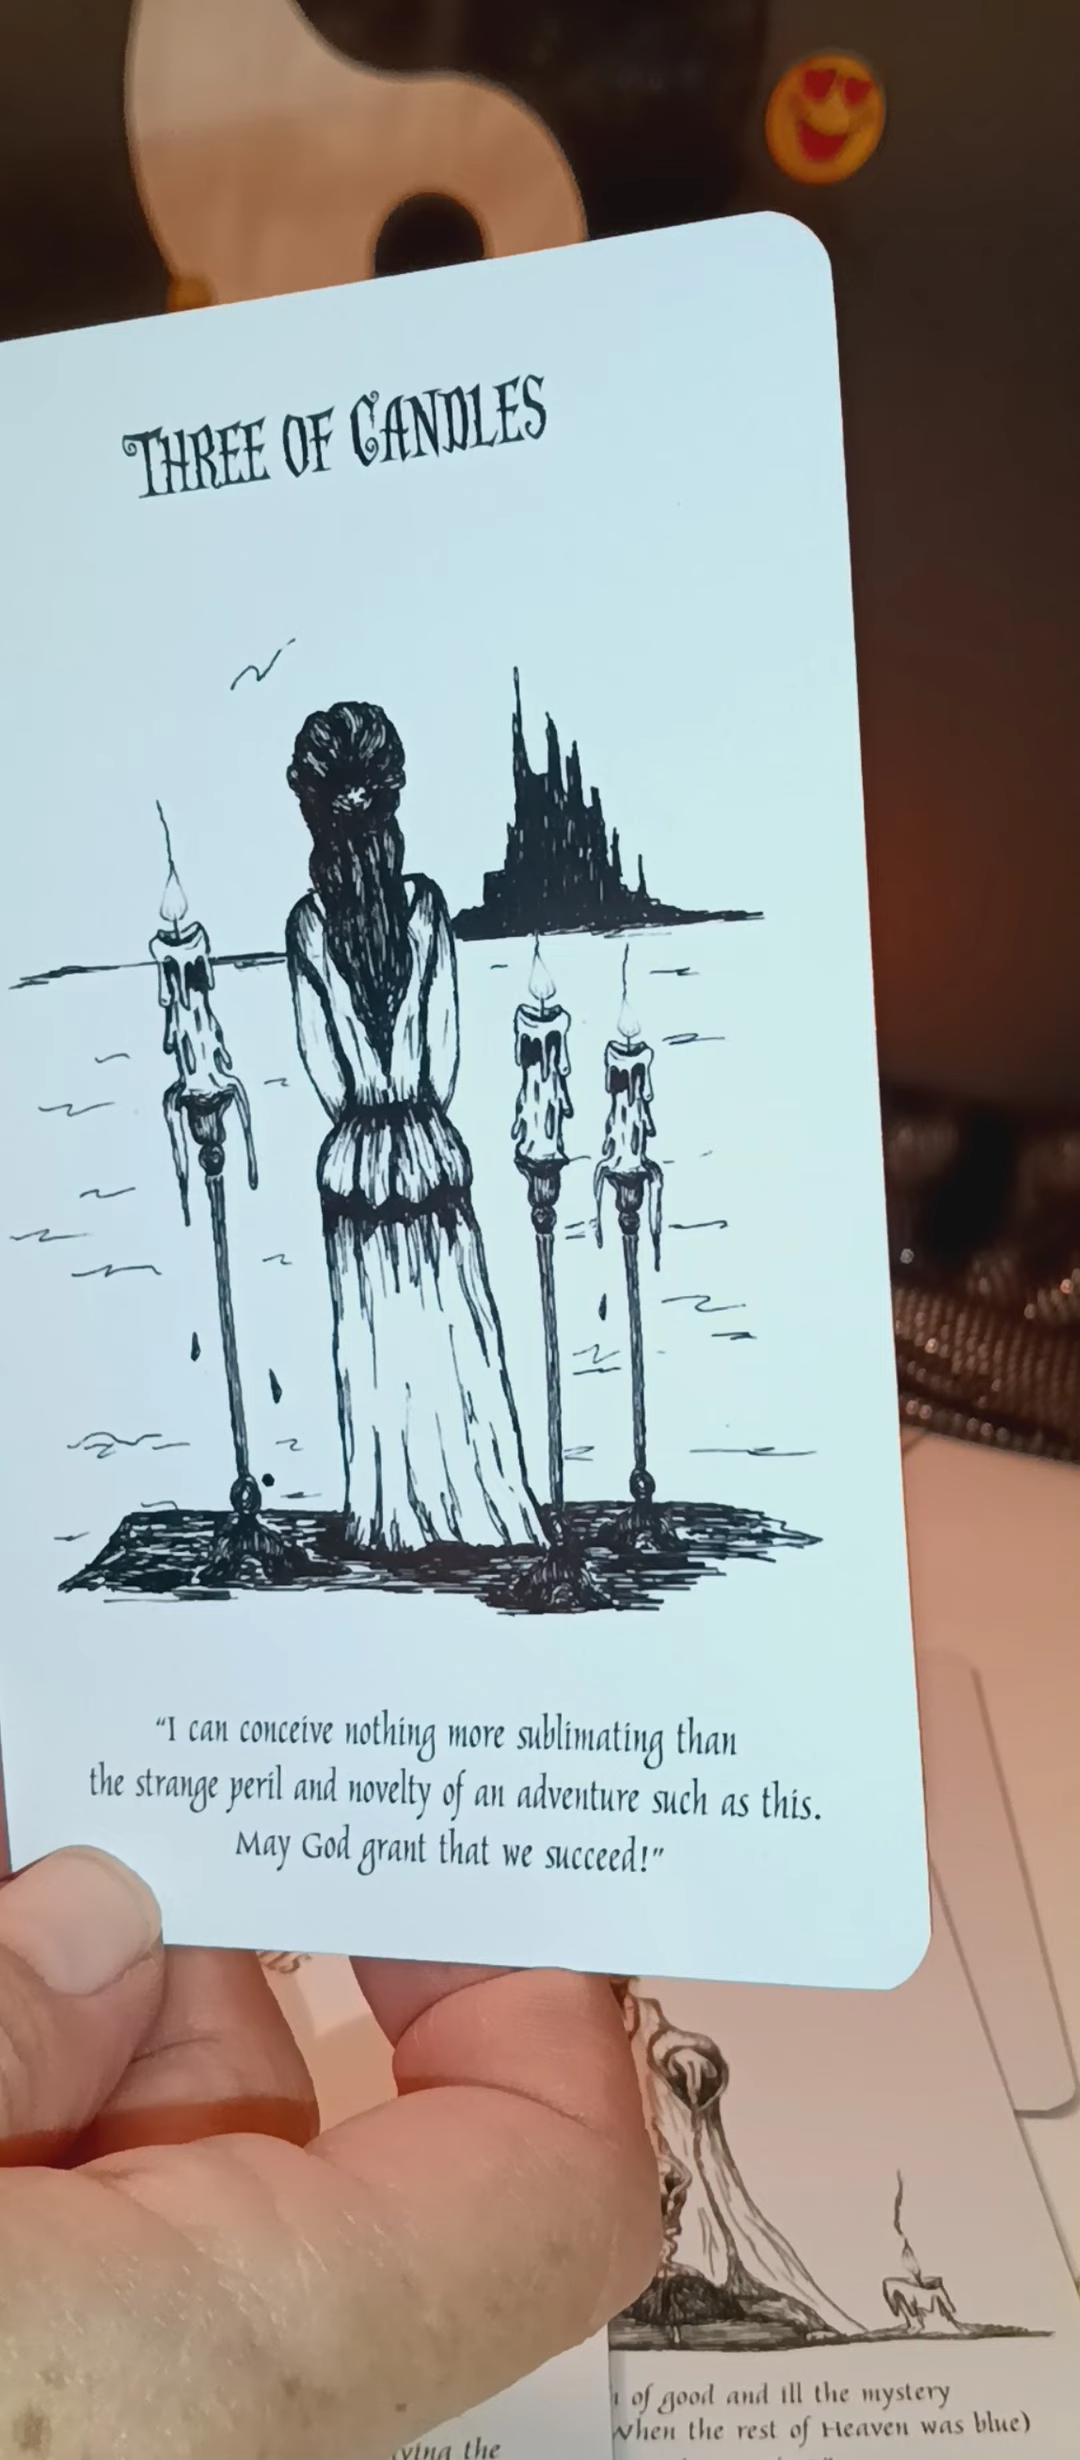 THREE OF CANDLES
“I can conceive nothing more sublimating than
the strange peril and novelty of an adventure such as this.
May God grant that we succeed!”
of good and ill the mystery
When the rest of Heaven was blue)
the